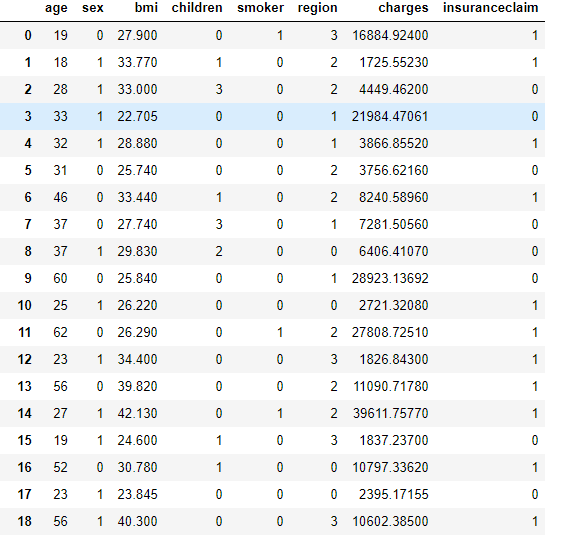 age sex bmi children smoker region charges insuranceclaim
0 19 0 27.900 0 1 3 16884.92400 1
1 18 1 33.770 1 0 2 1725.55230 1
2 28 1 33.000 3 0 2 4449.46200 0
3 33 1 22.705 0 0 1 21984.47061 0
4 32 1 28.880 0 0 1 3866.85520 1
5 31 0 25.740 0 0 2 3756.62160 0
6 46 0 33.440 1 0 2 8240.58960 1
7 37 0 27.740 3 0 1 7281.50560 0
8 37 1 29.830 2 0 0 6406.41070 0
9 60 0 25.840 0 0 1 28923.13692 0
10 25 1 26.220 0 0 0 2721.32080 1
11 62 0 26.290 0 1 2 27808.72510 1
12 23 1 34.400 0 0 3 1826.84300 1
13 56 0 39.820 0 0 2 11090.71780 1
14 27 1 42.130 0 1 2 39611.75770 1
15 19 1 24.600 1 0 3 1837.23700 0
16 52 0 30.780 1 0 0 10797.33620 1
17 23 1 23.845 0 0 0 2395.17155 0
18 56 1 40.300 0 0 3 10602.38500 1